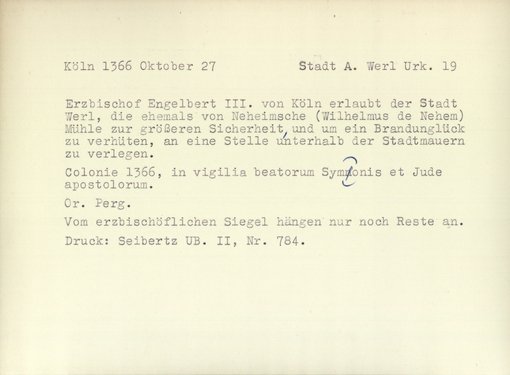 Köln 1366 Oktober 27 Stadt A. Werl Urk. 19
Erzbischof Engelbert III. von Köln erlaubt der Stadt
Werl, die ehemals von Neheimsche (Wilhelmus de Nehem)
Mühle zur größeren Sicherheit, und um ein Brandunglück
zu verhüten, an eine Stelle unterhalb der Stadtmauern
zu verlegen.
Colonie 1366, in vigilia beatorum Symonis et Jude
apostolorum.
Or. Perg.
Vom erzbischöflichen Siegel hängen nur noch Reste an.
Druck: Seibertz UB. II, Nr. 784.